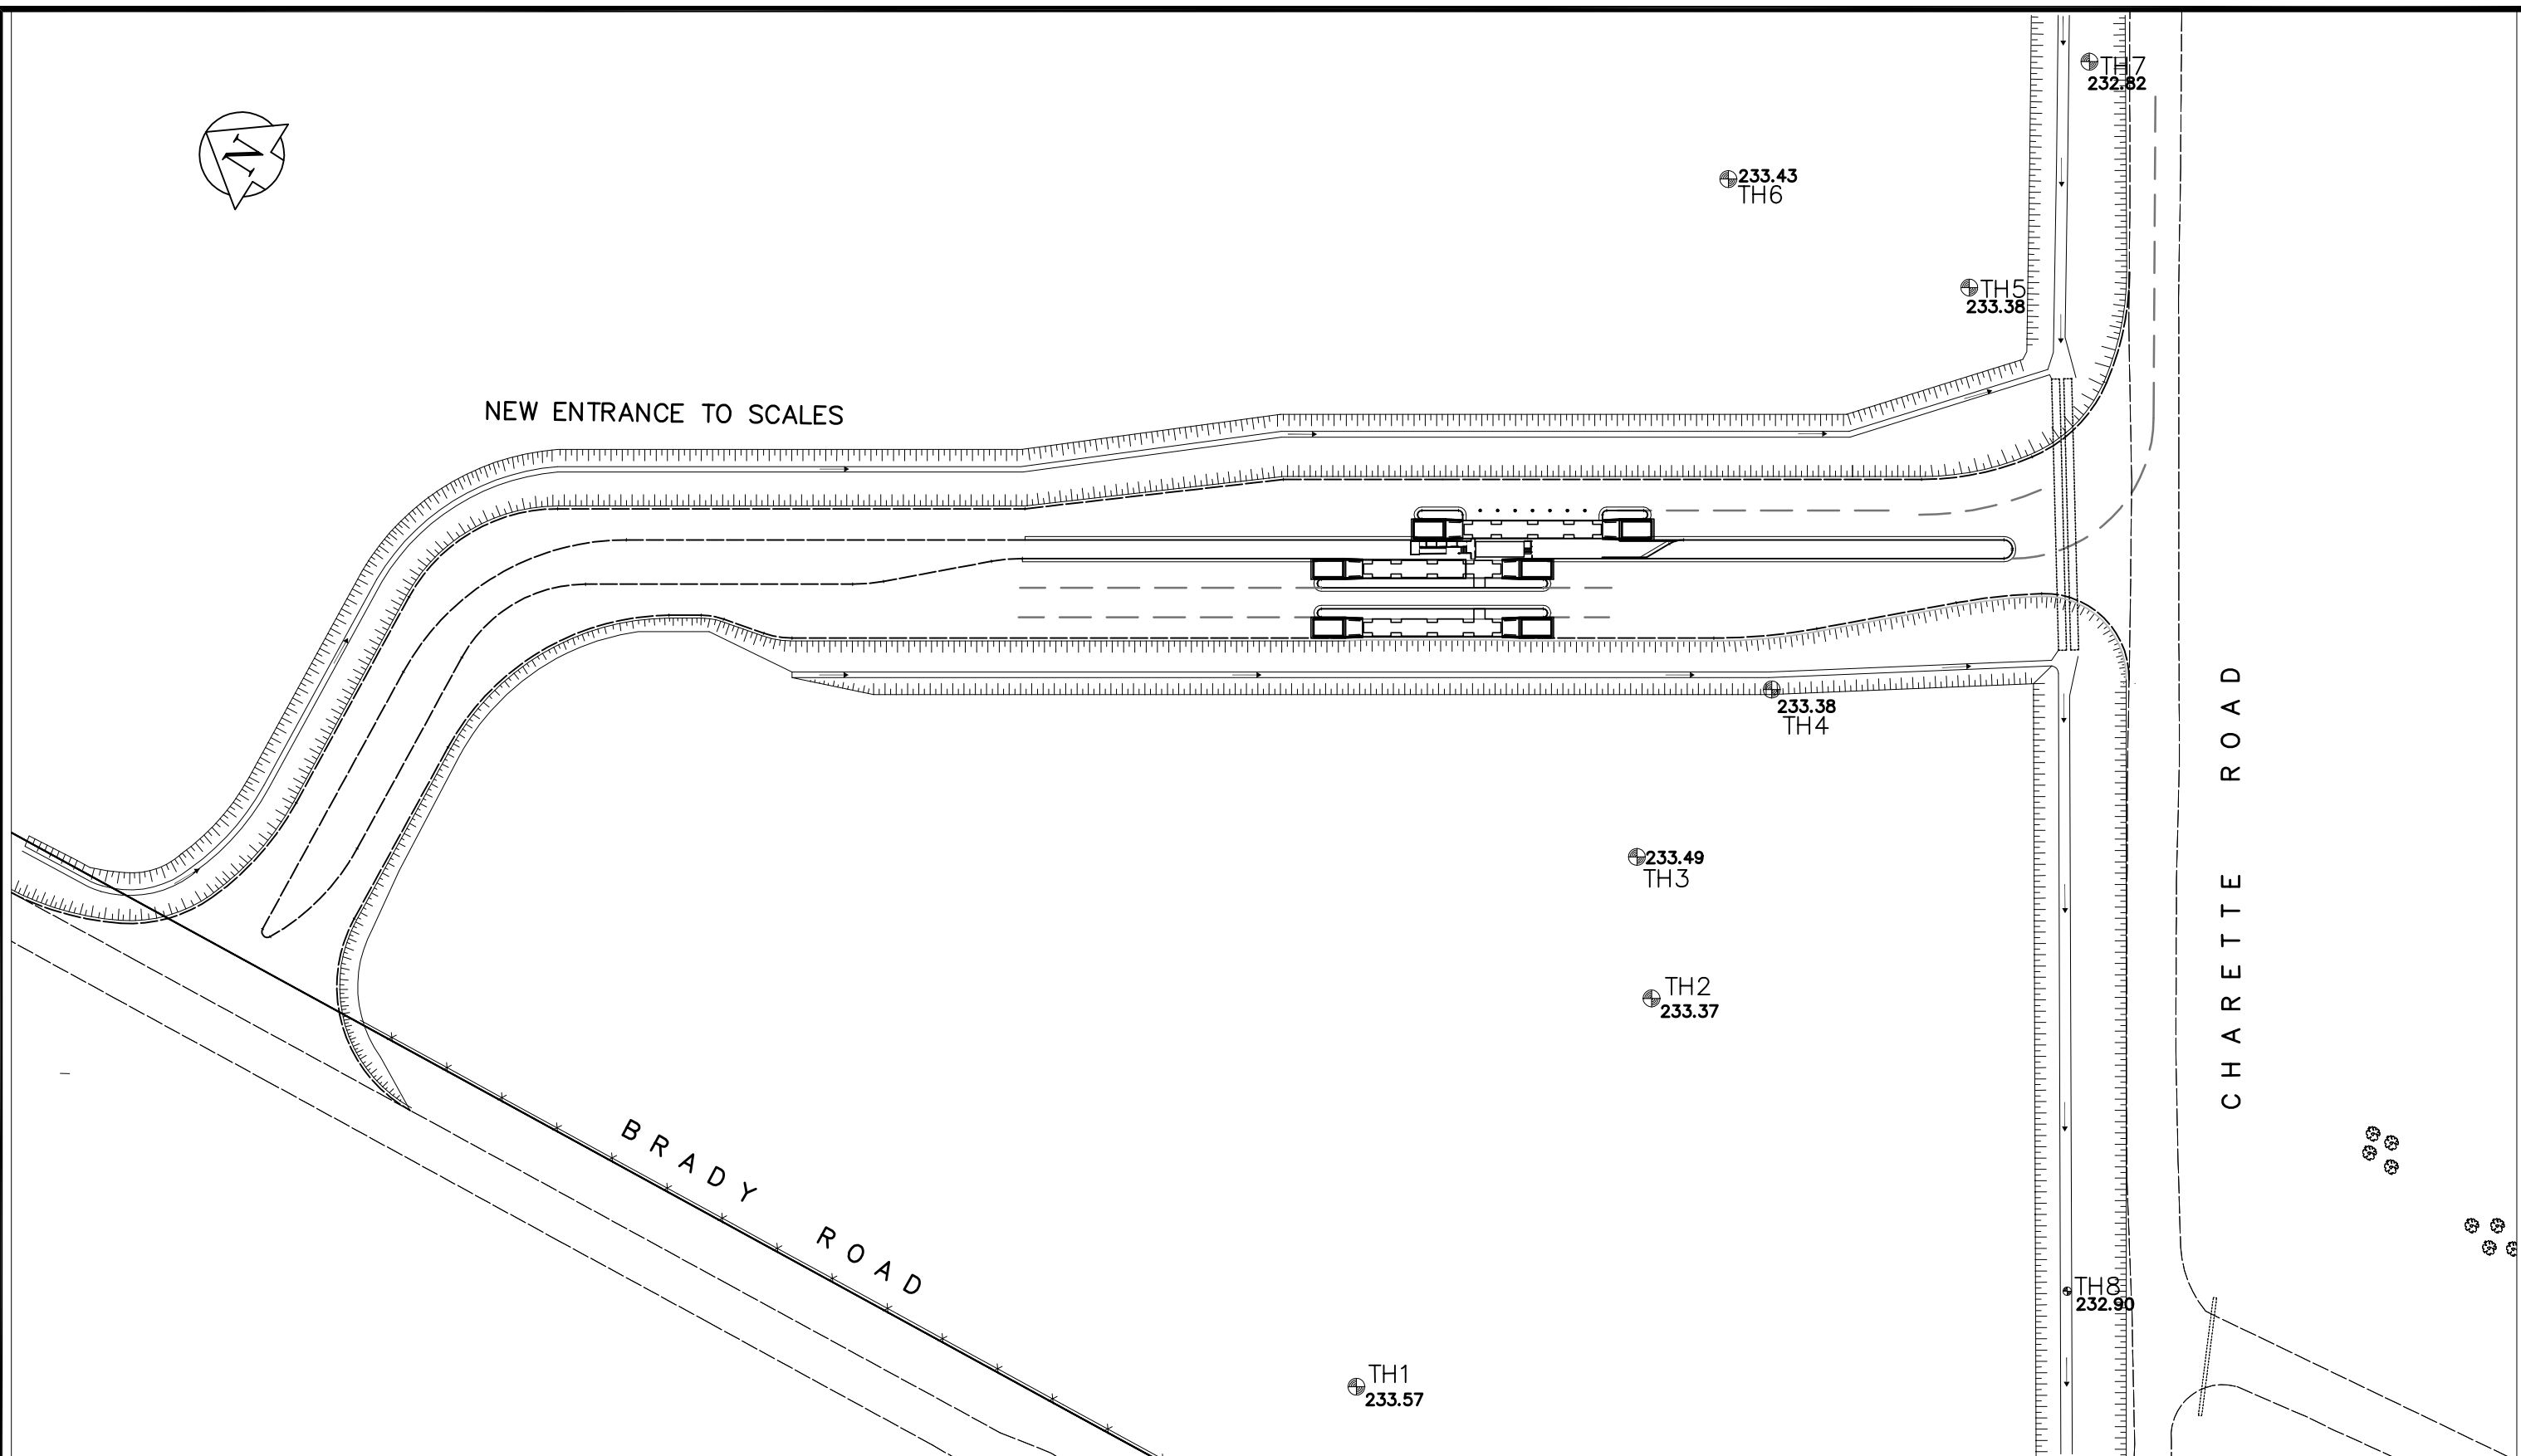 TH7
232.82
N
233.43
TH6
TH5
233.38
NEW ENTRANCE TO SCALES
233.38
TH4
CHARETTE ROAD
233.49
TH3
TH2
233.37
BRADY ROAD
TH8
232.90
TH1
233.57